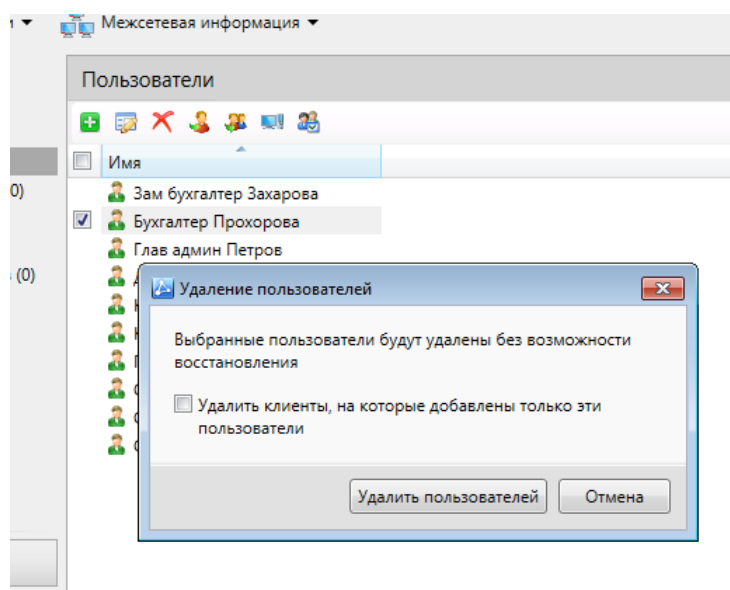 Межсетевая информация
Пользователи
Имя
0)
Зам бухгалтер Захарова
Бухгалтер Прохорова
Глав админ Петров
(0)
Удаление пользователей
Выбранные пользователи будут удалены без возможности
восстановления
Удалить клиенты, на которые добавлены только эти
пользователи
Удалить пользователей
Отмена